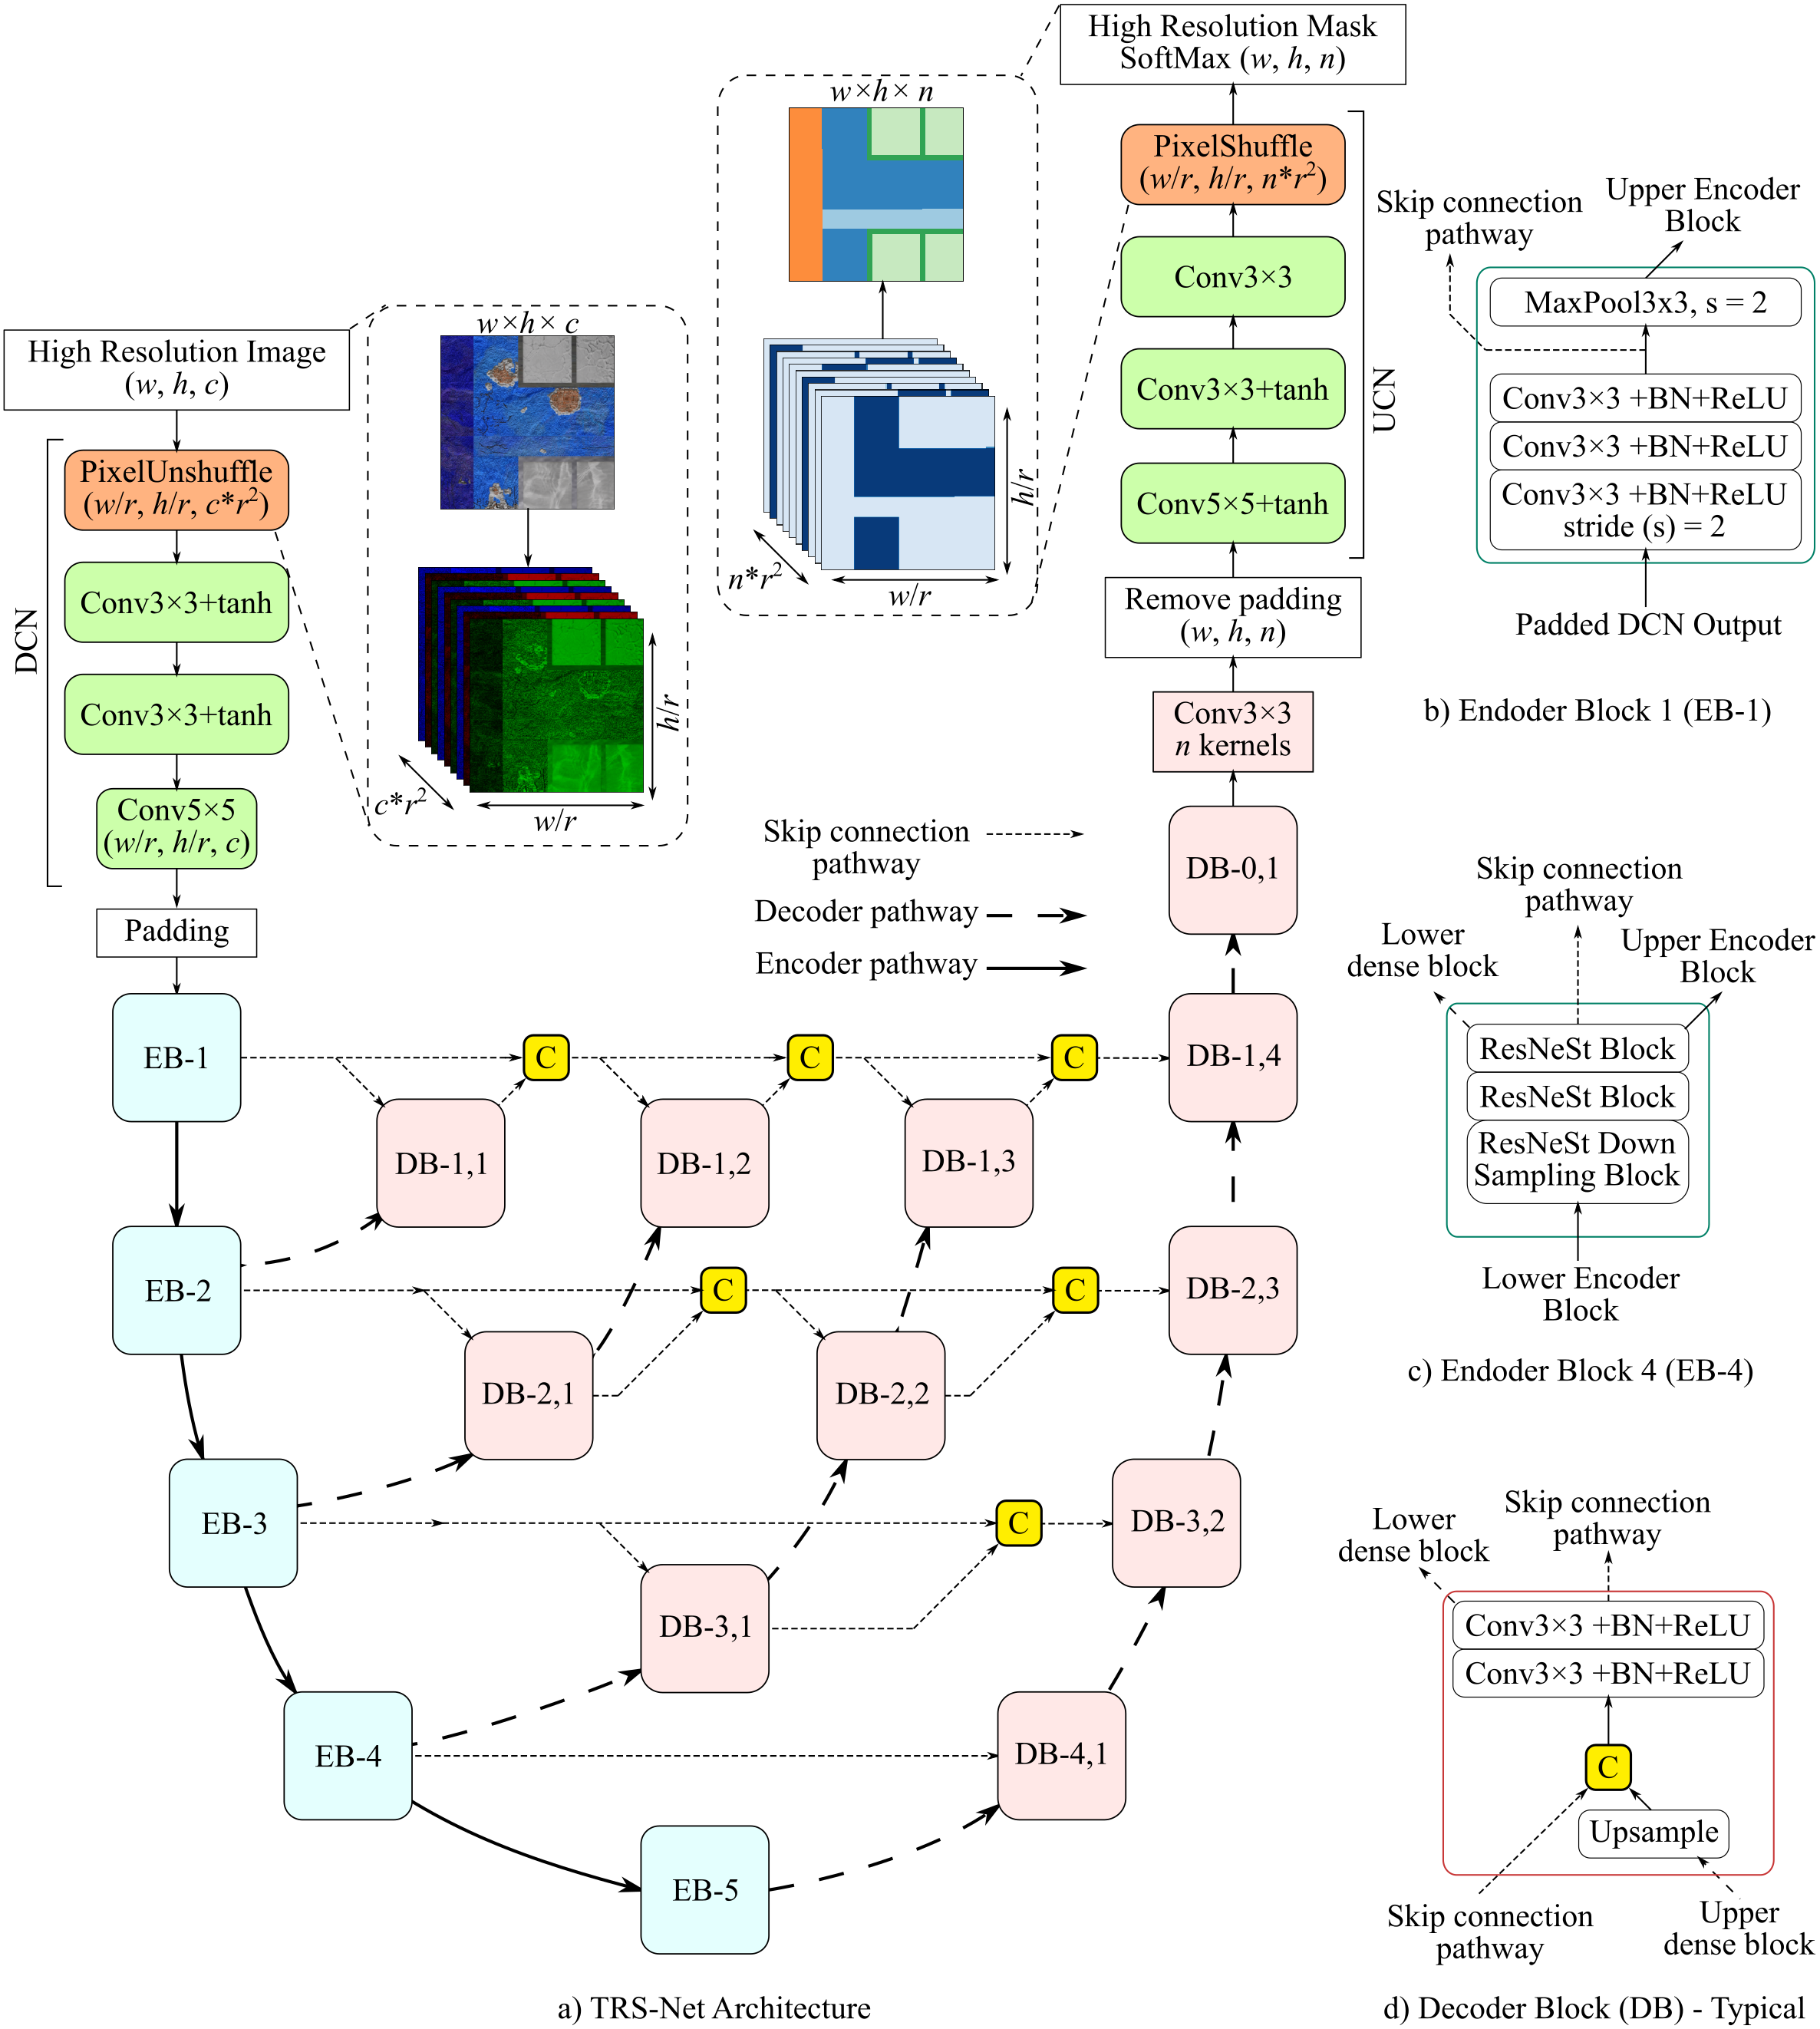 High Resolution Image
(w, h, c)
DCN
PixelUnshuffle
(w/r, h/r, c*r²)
Conv3×3+tanh
Conv3×3+tanh
Conv5×5
(w/r, h/r, c)
Padding
w×h× c
h/r
c*r²
w/r
w×h× n
h/r
n*r²
w/r
High Resolution Mask
SoftMax (w, h, n)
UCN
PixelShuffle
(w/r, h/r, n*r²)
Conv3×3
Conv3×3+tanh
Conv5×5+tanh
Remove padding
(w, h, n)
Conv3×3
n kernels
Skip connection
pathway
Decoder pathway
Encoder pathway
DB-0,1
EB-1
C
C
C
DB-1,4
DB-1,1
DB-1,2
DB-1,3
EB-2
C
C
DB-2,3
DB-2,1
DB-2,2
EB-3
C
DB-3,2
DB-3,1
EB-4
DB-4,1
EB-5
a) TRS-Net Architecture
Skip connection
pathway
Upper Encoder
Block
MaxPool3x3, s = 2
Conv3×3 +BN+ReLU
Conv3×3 +BN+ReLU
Conv3×3 +BN+ReLU
stride (s) = 2
Padded DCN Output
b) Endoder Block 1 (EB-1)
Skip connection
pathway
Lower
dense block
Upper Encoder
Block
ResNeSt Block
ResNeSt Block
ResNeSt Down
Sampling Block
Lower Encoder
Block
c) Endoder Block 4 (EB-4)
Skip connection
pathway
Lower
dense block
Conv3×3 +BN+ReLU
Conv3×3 +BN+ReLU
C
Upsample
Skip connection
pathway
Upper
dense block
d) Decoder Block (DB) - Typical